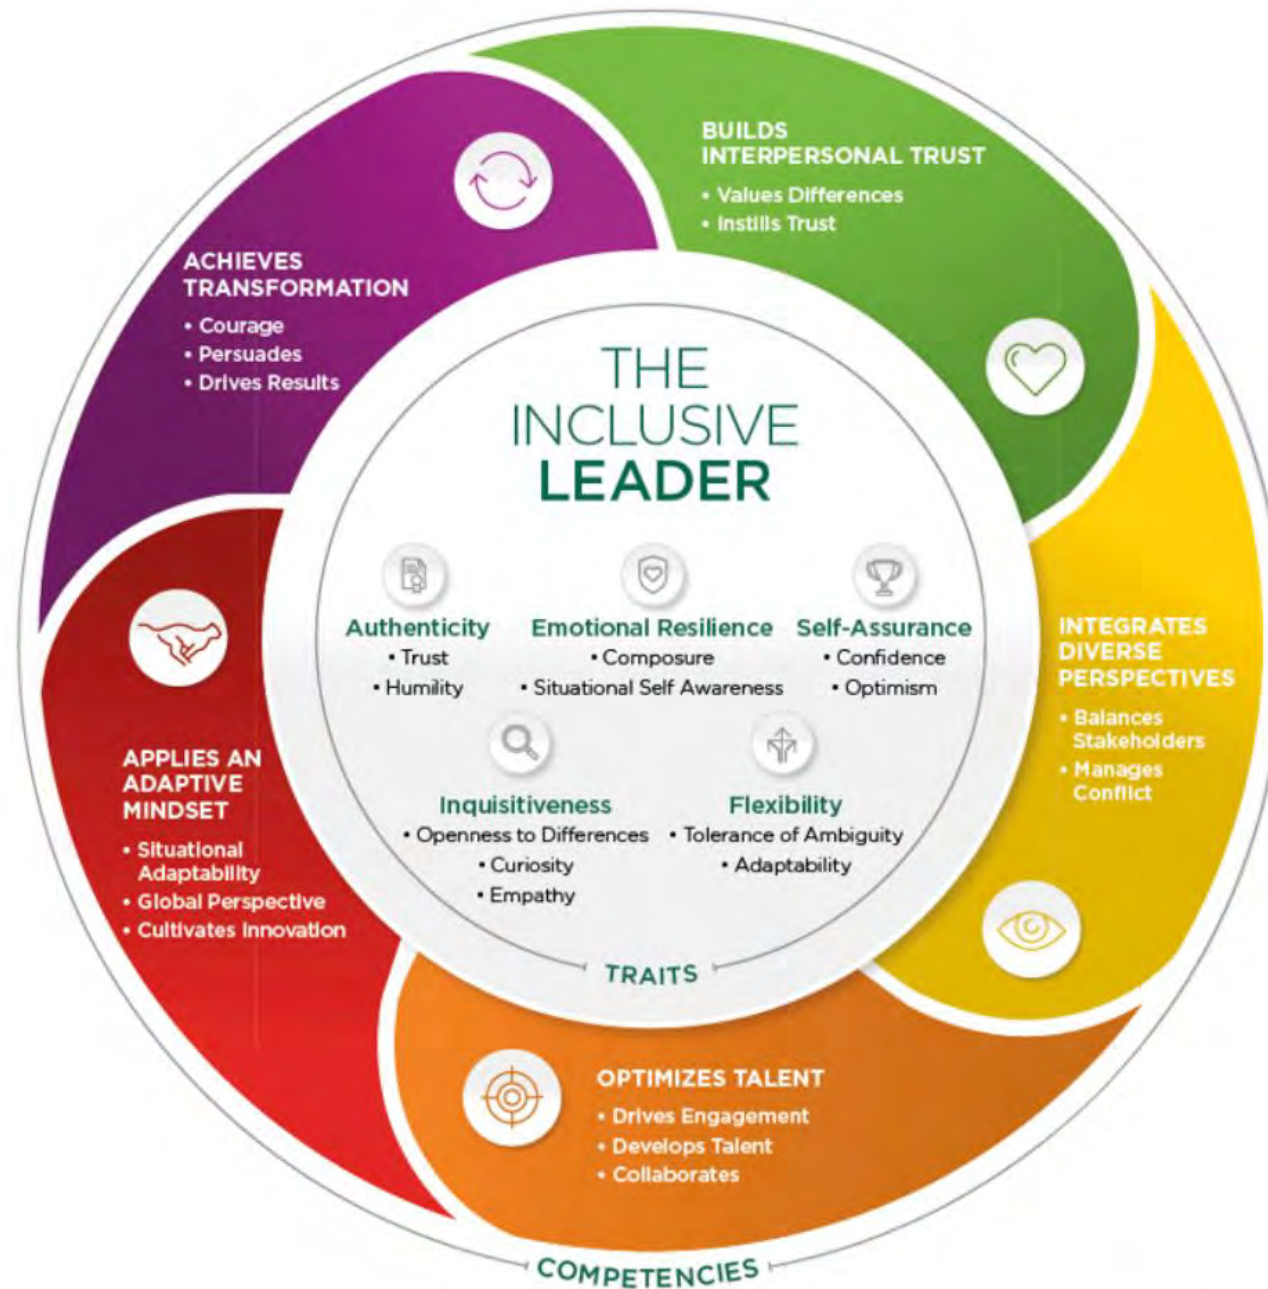 THE
INCLUSIVE
LEADER
Authenticity
• Trust
• Humility
Emotional Resilience
• Composure
• Situational Self Awareness
Self-Assurance
• Confidence
• Optimism
Inquisitiveness
• Openness to Differences
• Curiosity
• Empathy
Flexibility
• Tolerance of Ambiguity
• Adaptability
TRAITS
BUILDS
INTERPERSONAL TRUST
• Values Differences
• Instills Trust
INTEGRATES
DIVERSE
PERSPECTIVES
• Balances
Stakeholders
• Manages
Conflict
OPTIMIZES TALENT
• Drives Engagement
• Develops Talent
• Collaborates
APPLIES AN
ADAPTIVE
MINDSET
• Situational
Adaptability
• Global Perspective
• Cultivates Innovation
ACHIEVES
TRANSFORMATION
• Courage
• Persuades
• Drives Results
COMPETENCIES